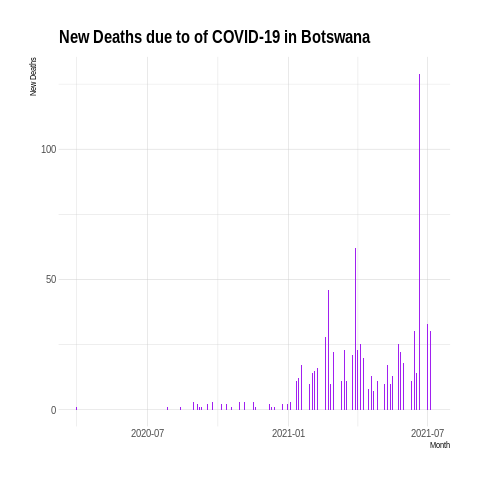 New Deaths due to of COVID-19 in Botswana
New Deaths
100
50
0
2020-07
2021-01
2021-07
Month